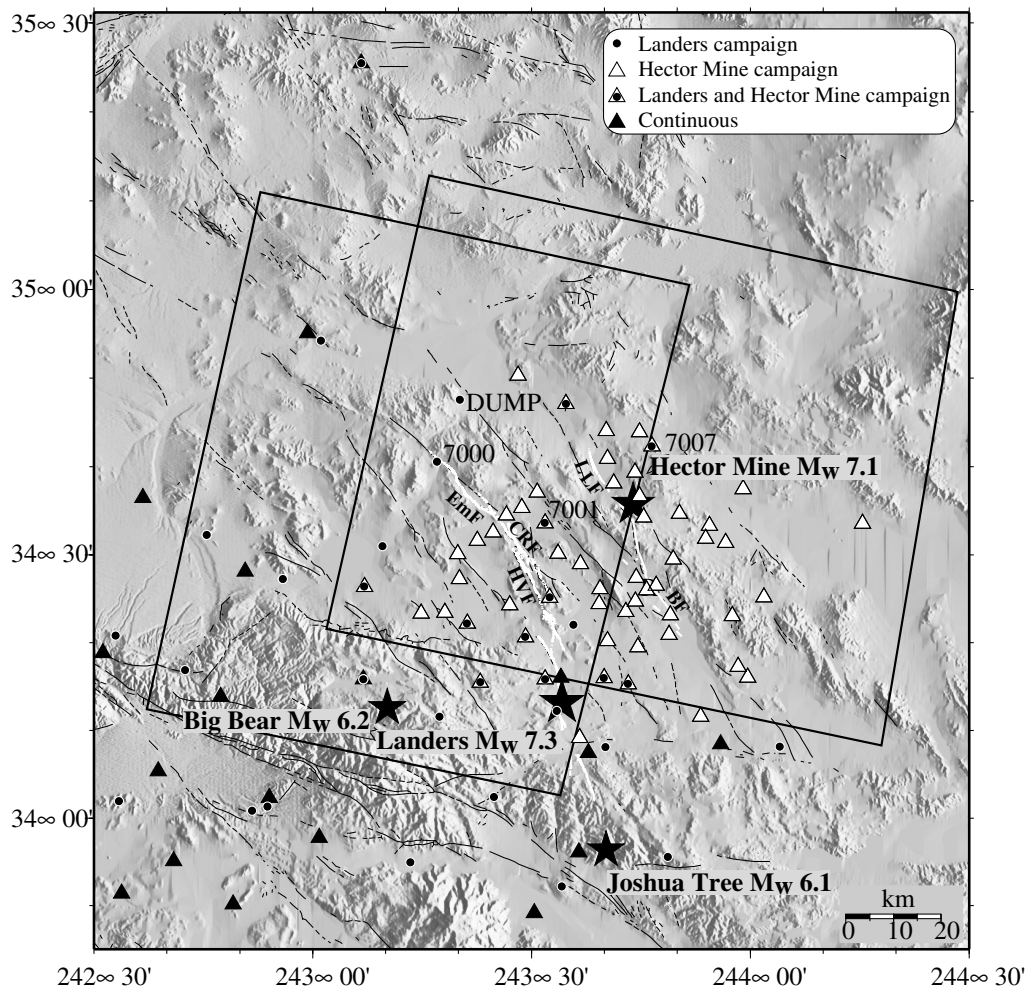 35∞ 30'
Landers campaign
Hector Mine campaign
Landers and Hector Mine campaign
Continuous
35∞ 00'
DUMP
7000
7007
LLF
Hector Mine Mw 7.1
EmF
7001
CRF
34∞ 30'
HVF
BF
Big Bear Mw 6.2
Landers Mw 7.3
34∞ 00'
Joshua Tree Mw 6.1
km
0 10 20
242∞ 30' 243∞ 00' 243∞ 30' 244∞ 00' 244∞ 30'